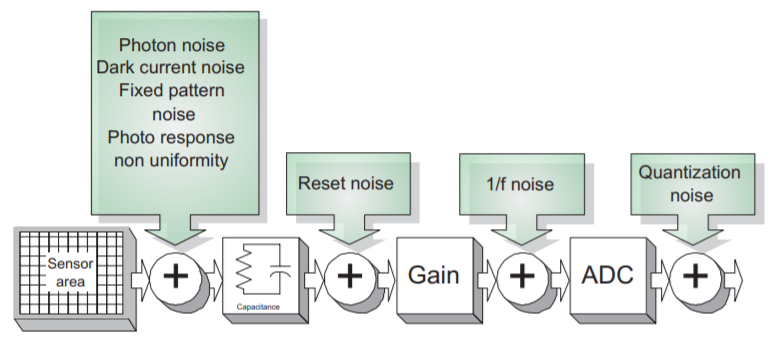 Photon noise
Dark current noise
Fixed pattern
noise
Photo response
non uniformity
Reset noise
1/f noise
Quantization
noise
Sensor
area
+
Capacitance
+
Gain
+
ADC
+